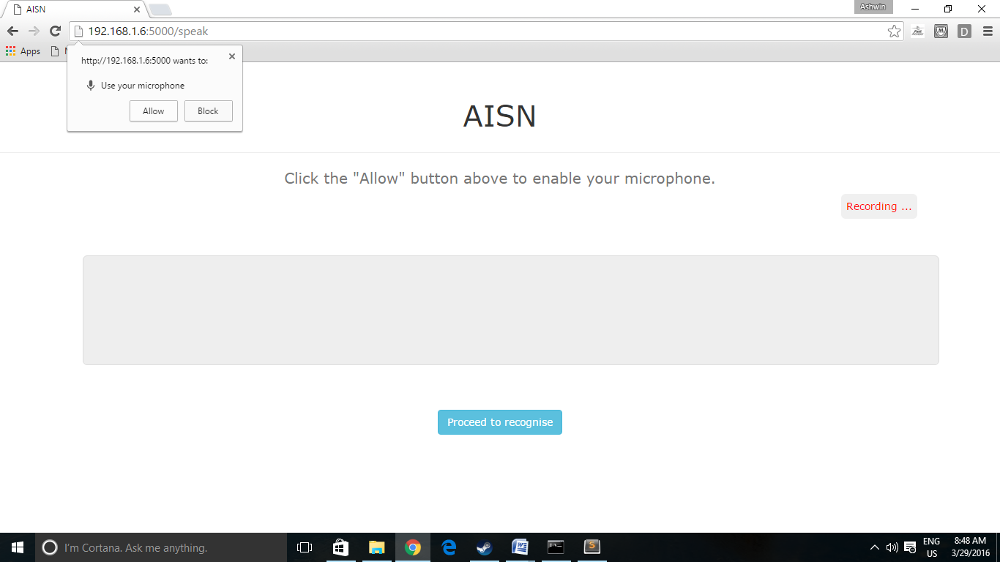 AISN
Ashwin
192.168.1.6:5000/speak
D
Apps
http://192.168.1.6:5000 wants to:
Use your microphone
Allow Block
AISN
Click the "Allow" button above to enable your microphone.
Recording ...
Proceed to recognise
I'm Cortana. Ask me anything.
ENG
US
8:48 AM
3/29/2016